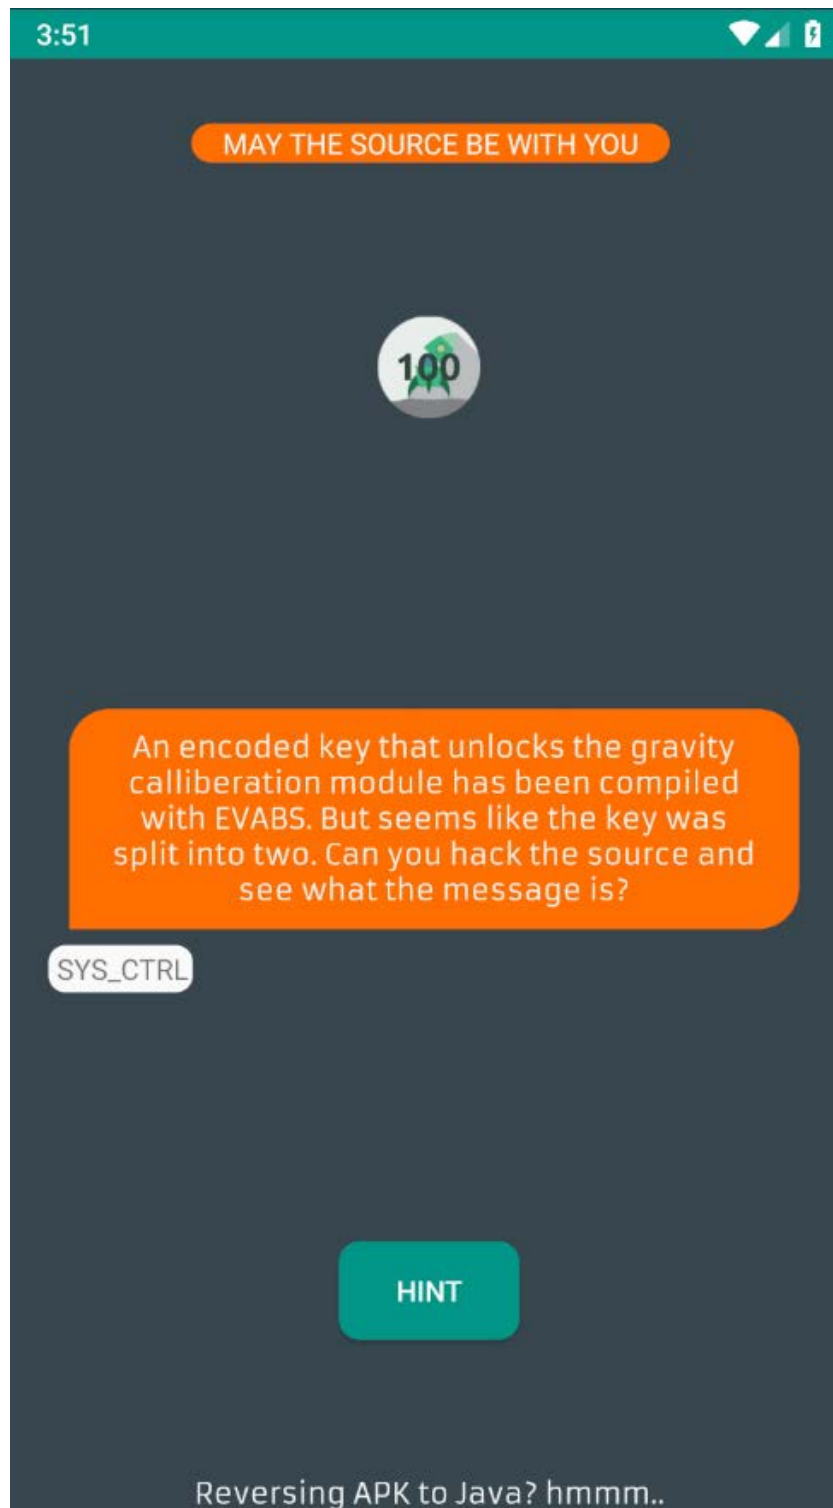 3:51
MAY THE SOURCE BE WITH YOU
100
An encoded key that unlocks the gravity
calliberation module has been compiled
with EVABS. But seems like the key was
split into two. Can you hack the source and
see what the message is?
SYS_CTRL
HINT
Reversing APK to Java? hmmm..